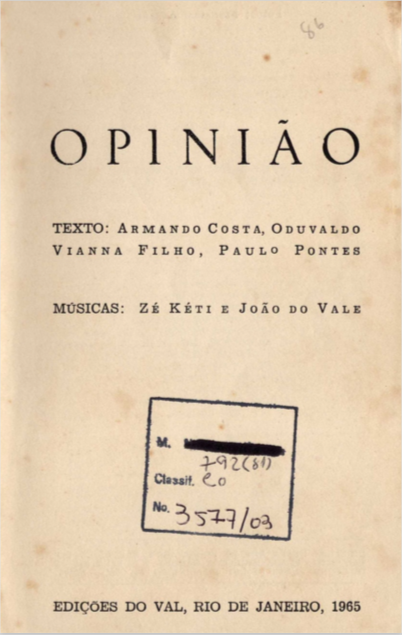 86
OPINIÃO
TEXTO: ARMANDO COSTA, ODUVALDO
VIANNA FILHO, PAULO PONTES
MÚSICAS: ZÉ KÉTI E JOÃO DO VALE
M.
792(81)
Classif. Co
No. 3577/03
EDIÇÕES DO VAL, RIO DE JANEIRO, 1965